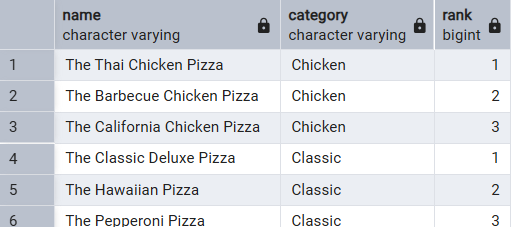 name category rank
character varying character varying bigint
1 The Thai Chicken Pizza Chicken 1
2 The Barbecue Chicken Pizza Chicken 2
3 The California Chicken Pizza Chicken 3
4 The Classic Deluxe Pizza Classic 1
5 The Hawaiian Pizza Classic 2
6 The Pepperoni Pizza Classic 3